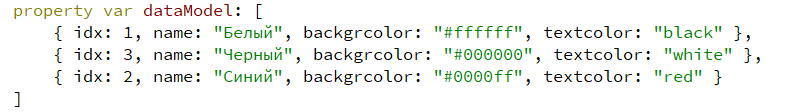 property var dataModel: [
{ idx: 1, name: "Белый", backgrcolor: "#ffffff", textcolor: "black" },
{ idx: 3, name: "Черный", backgrcolor: "#000000", textcolor: "white" },
{ idx: 2, name: "Синий", backgrcolor: "#0000ff", textcolor: "red" }
]